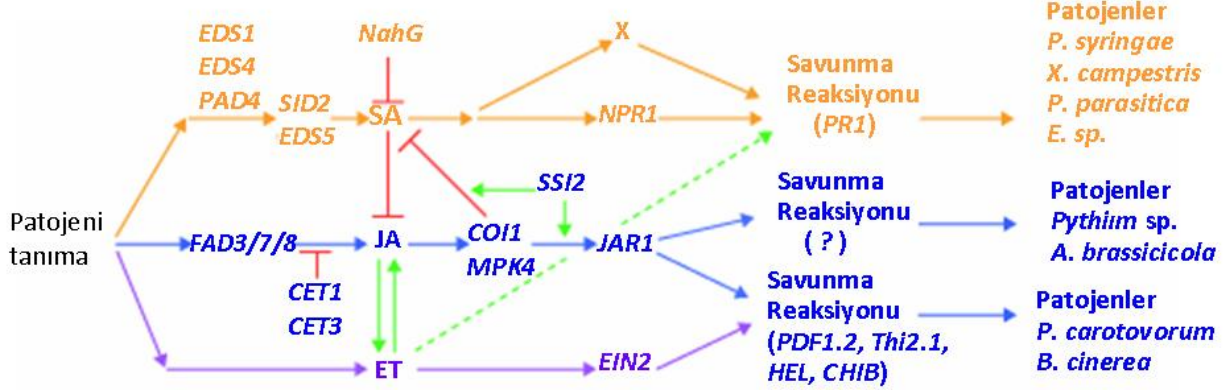 EDS1
EDS4
PAD4
SID2
EDS5
NahG
SA
X
NPR1
Savunma
Reaksiyonu
(PR1)
Patojenler
P. syringae
X. campestris
P. parasitica
E. sp.
Patojeni
tanıma
FAD3/7/8
CET1
CET3
JA
COI1
MPK4
SSI2
JAR1
Savunma
Reaksiyonu
( ? )
Patojenler
Pythiım sp.
A. brassicicola
ET
EIN2
Savunma
Reaksiyonu
(PDF1.2, Thi2.1,
HEL, CHIB)
Patojenler
P. carotovorum
B. cinerea